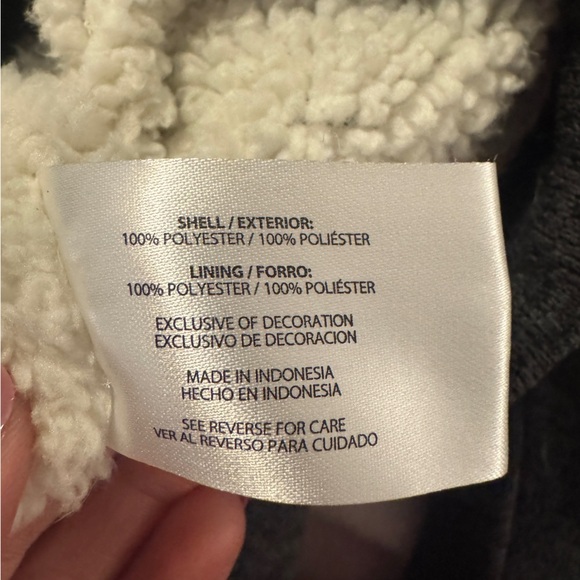 SHELL / EXTERIOR:
100% POLYESTER / 100% POLIÉSTER
LINING / FORRO:
100% POLYESTER / 100% POLIÉSTER
EXCLUSIVE OF DECORATION
EXCLUSIVO DE DECORACION
MADE IN INDONESIA
HECHO EN INDONESIA
SEE REVERSE FOR CARE
VER AL REVERSO PARA CUIDADO